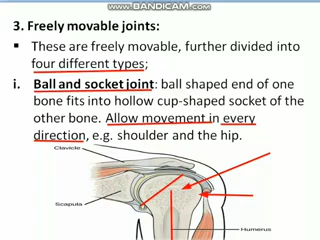 WWW.BANDICAM.COM
3. Freely movable joints:
▪ These are freely movable, further divided into
four different types;
i. Ball and socket joint: ball shaped end of one
bone fits into hollow cup-shaped socket of the
other bone. Allow movement in every
direction, e.g. shoulder and the hip.
Clavicle
Scapula
Humerus